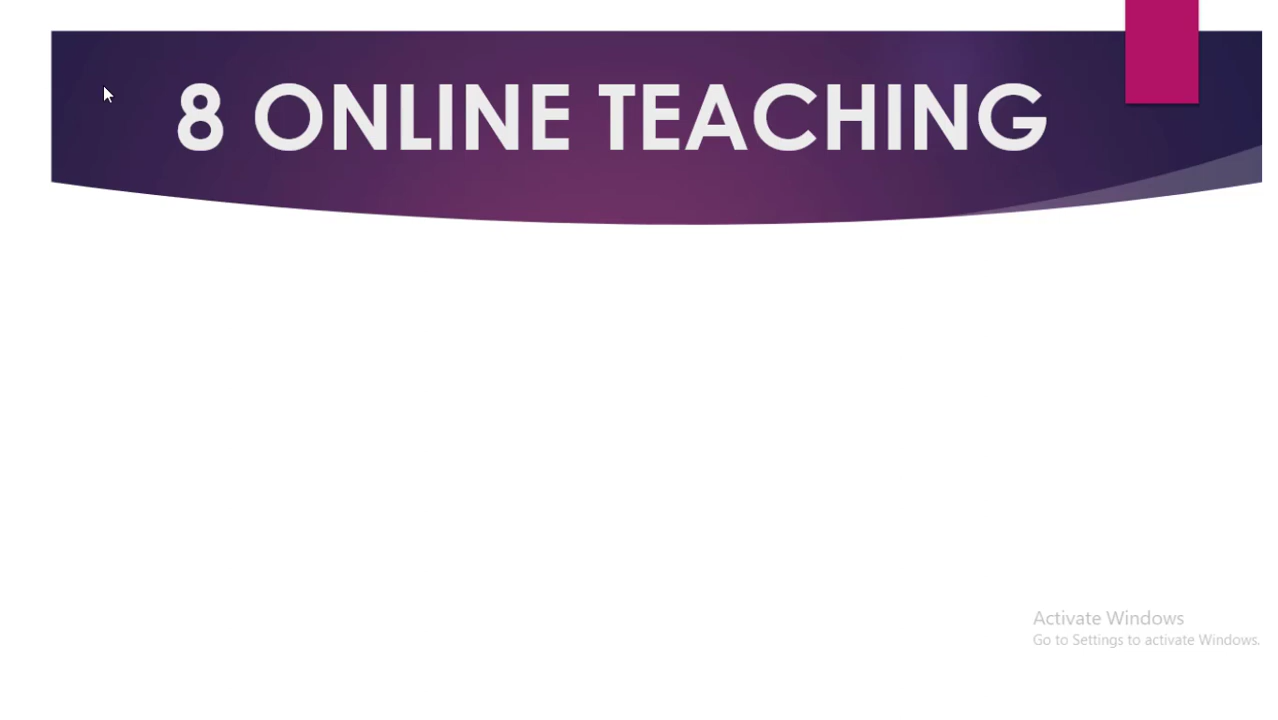 8 ONLINE TEACHING
Activate Windows
Go to Settings to activate Windows.